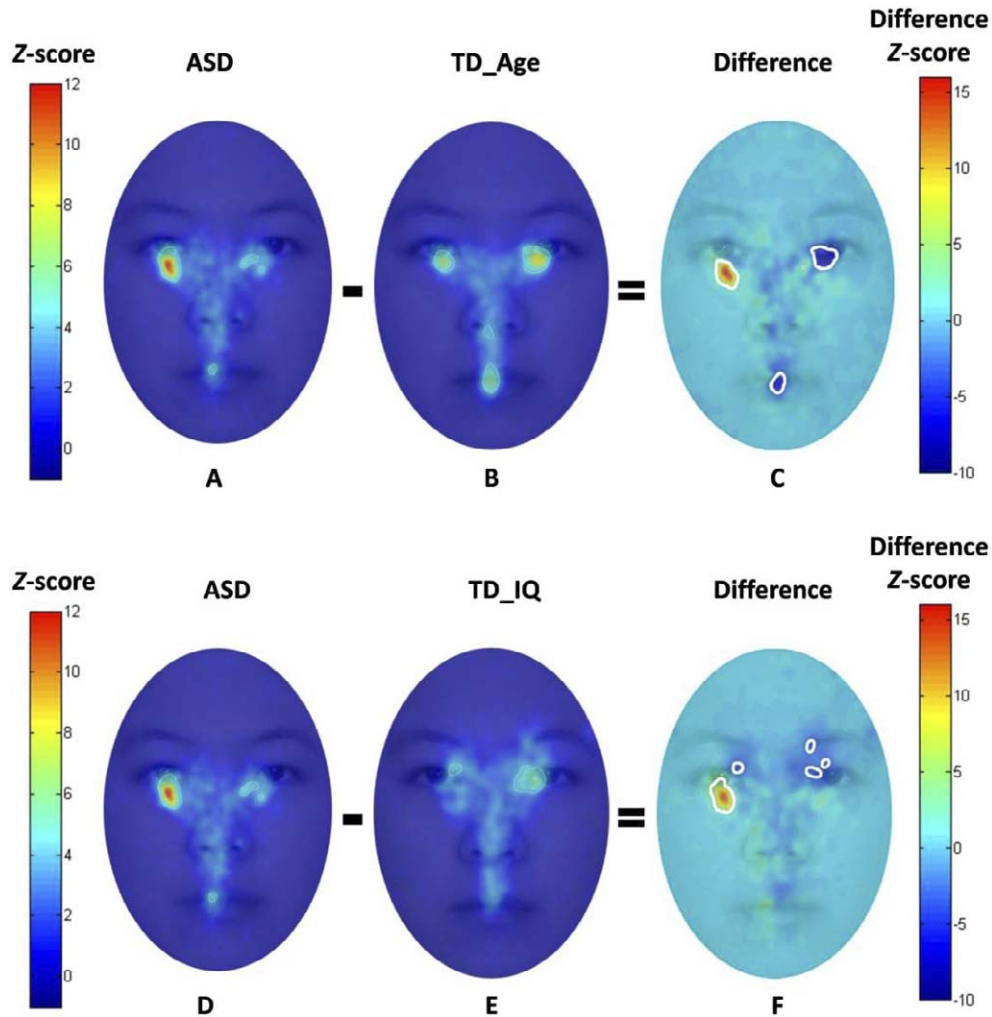 Difference
Z-score
ASD
TD_Age
Difference
Z-score
12
10
8
6
4
2
0
15
10
5
0
-5
-10
-
=
A
B
C
Difference
Z-score
ASD
TD_IQ
Difference
Z-score
12
10
8
6
4
2
0
15
10
5
0
-5
-10
-
=
D
E
F